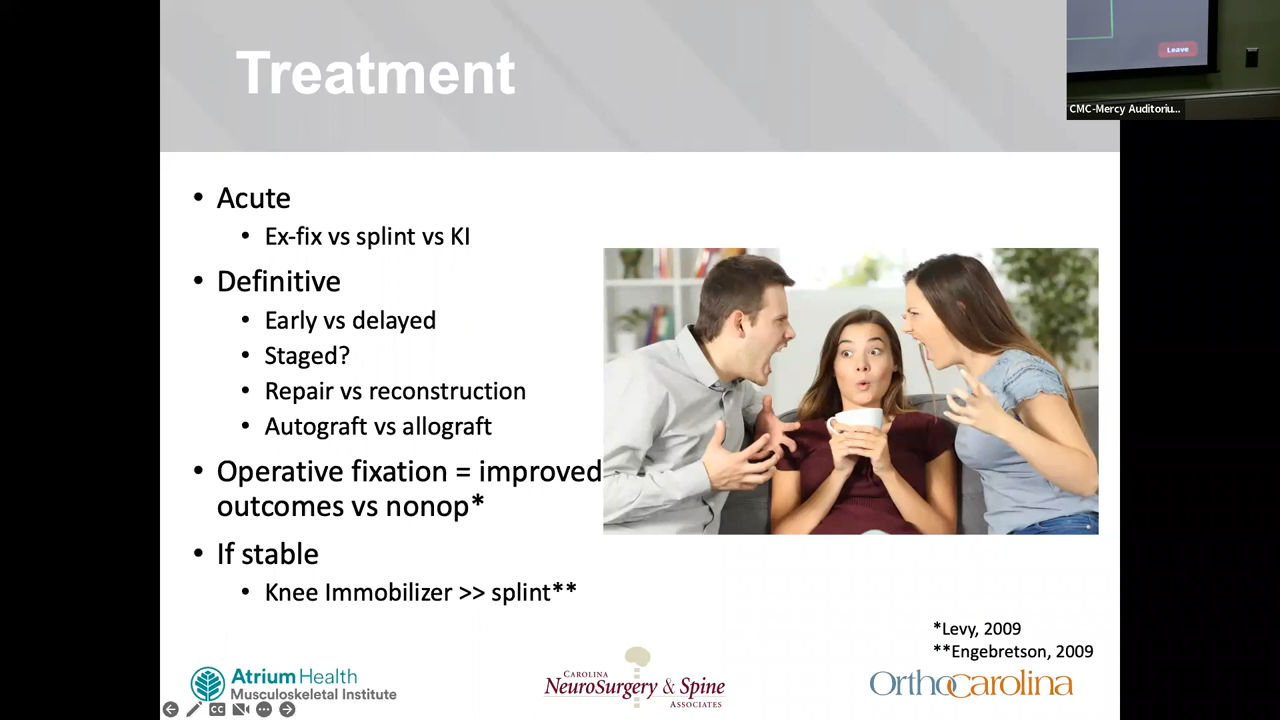 Treatment
Leave
CMC-Mercy Auditoriu...
• Acute
• Ex-fix vs splint vs KI
• Definitive
• Early vs delayed
• Staged?
• Repair vs reconstruction
• Autograft vs allograft
• Operative fixation = improved
outcomes vs nonop*
• If stable
• Knee Immobilizer >> splint**
*Levy, 2009
**Engebretson, 2009
Atrium Health
Musculoskeletal Institute
CAROLINA
NEUROSURGERY & SPINE
ASSOCIATES
OrthoCarolina
CC